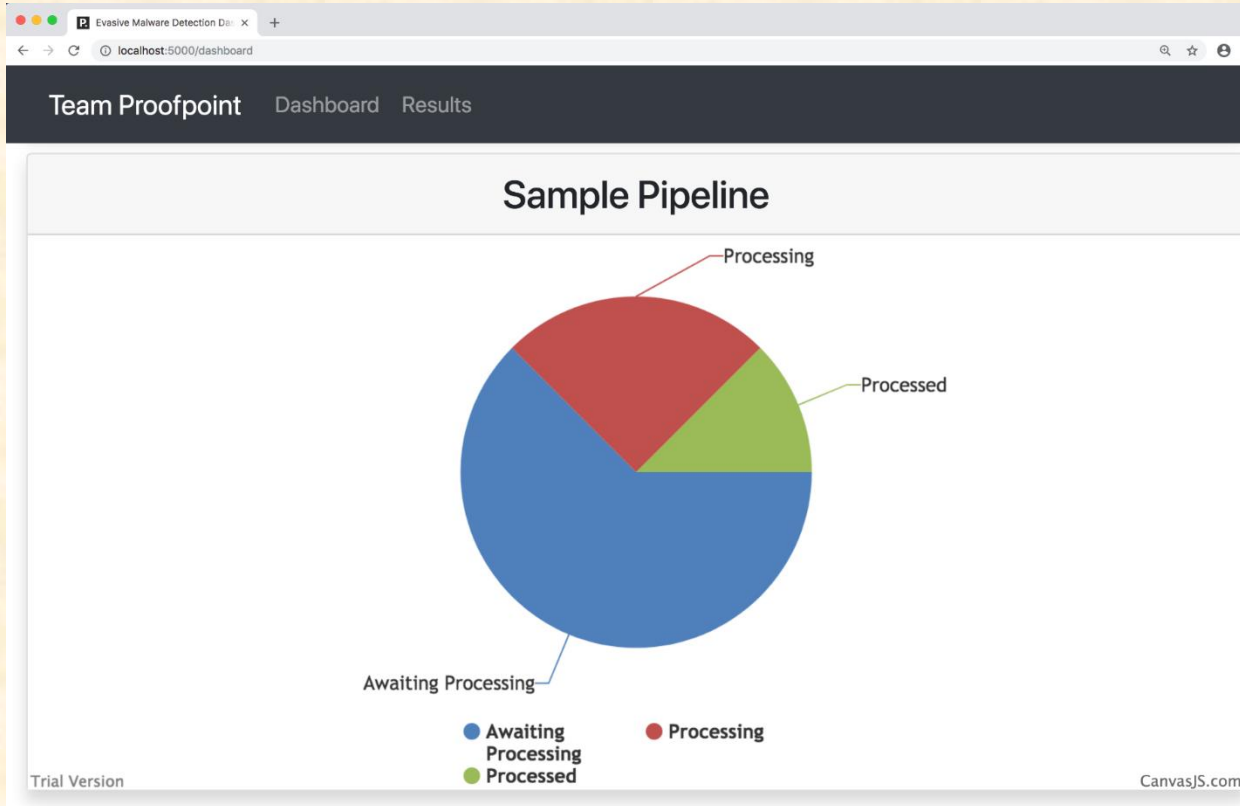 P.
Evasive Malware Detection Das
localhost:5000/dashboard
Team Proofpoint Dashboard Results
Sample Pipeline
Processing
Processed
Awaiting Processing
Awaiting Processing
Processing
Processed
Trial Version CanvasJS.com